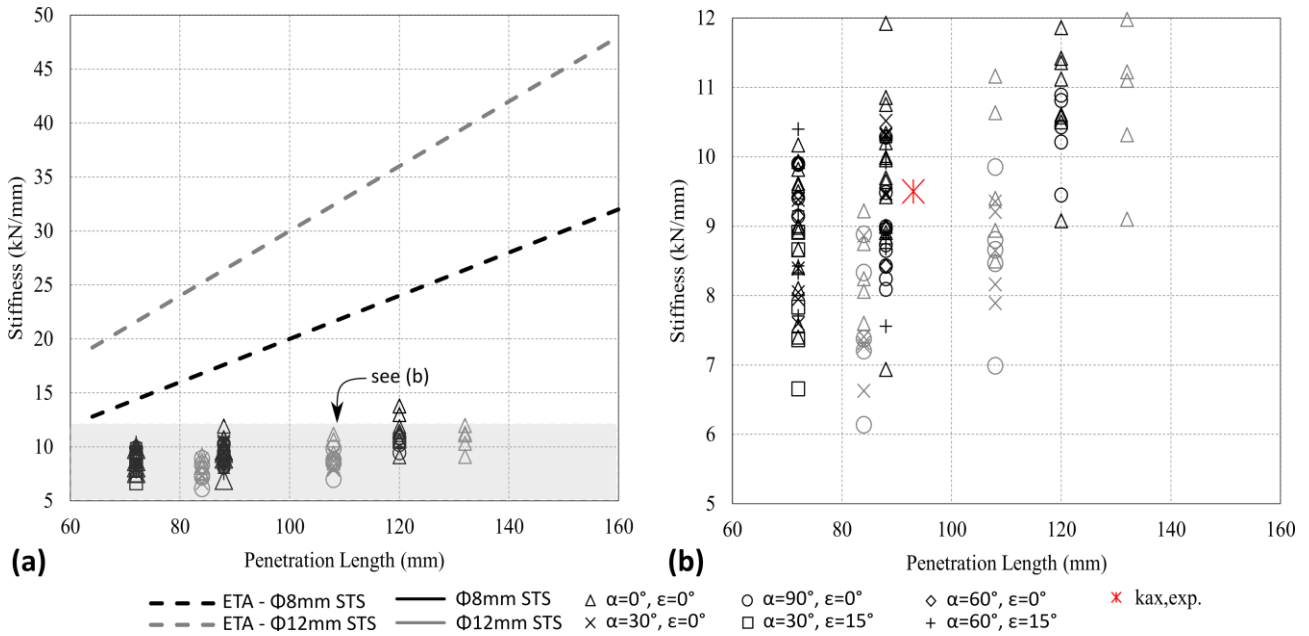 50
45
40
35
30
25
20
15
10
5
Stiffness (kN/mm)
see (b)
60 80 100 120 140 160
Penetration Length (mm)
(a)
12
11
10
9
8
7
6
5
Stiffness (kN/mm)
60 80 100 120 140 160
Penetration Length (mm)
(b)
ETA - Φ8mm STS Φ8mm STS α=0°, ε=0° α=90°, ε=0° α=60°, ε=0° kax,exp.
ETA - Φ12mm STS Φ12mm STS α=30°, ε=0° α=30°, ε=15° α=60°, ε=15°